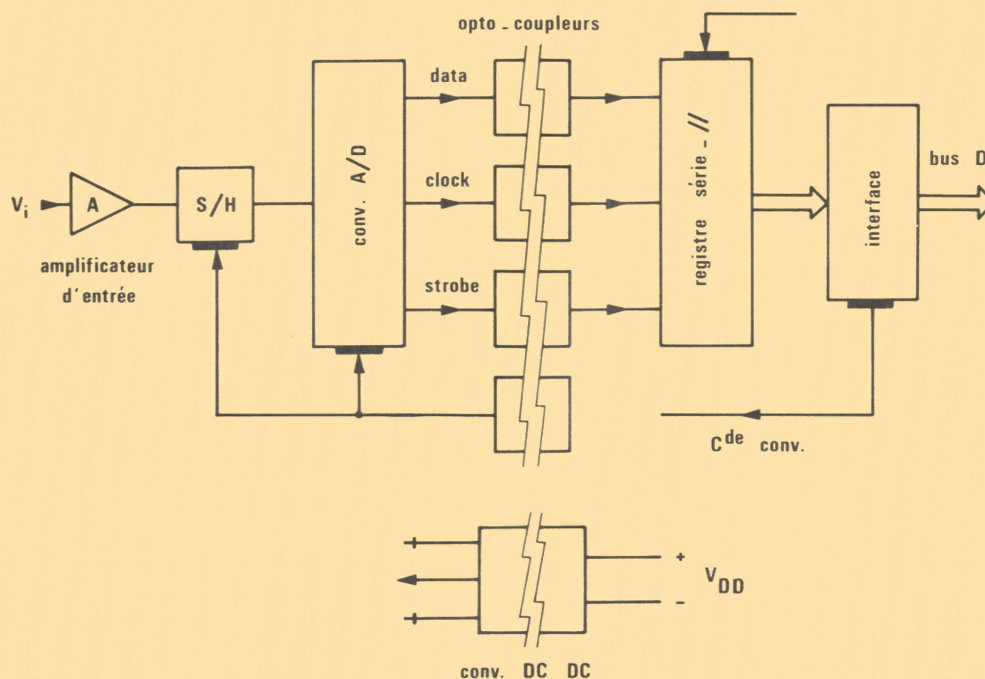 opto - coupleurs
data
conv. A/D
clock
strobe
V i
A
S/H
amplificateur
d'entrée
registre série - //
interface
bus D
C de conv.
+
+
+
-
V DD
conv. DC DC